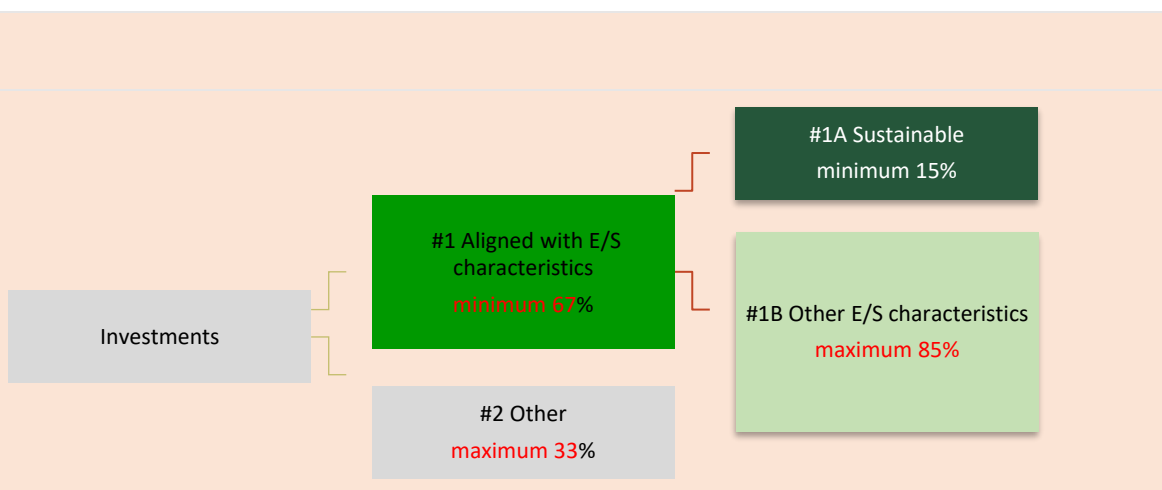 Investments
#1 Aligned with E/S
characteristics
minimum 67%
#2 Other
maximum 33%
#1A Sustainable
minimum 15%
#1B Other E/S characteristics
maximum 85%